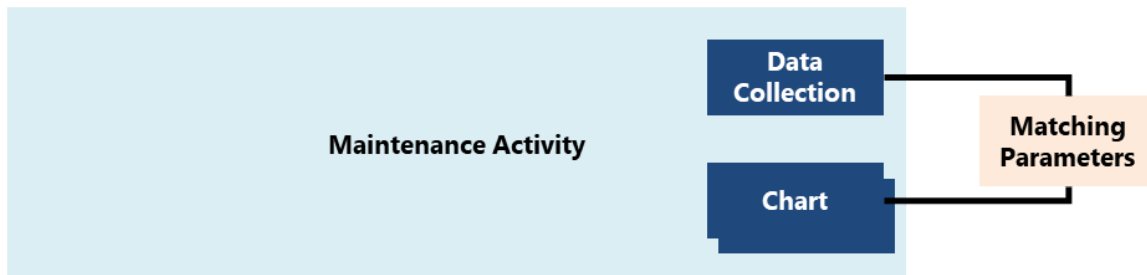 Data
Collection
Maintenance Activity
Matching
Parameters
Chart